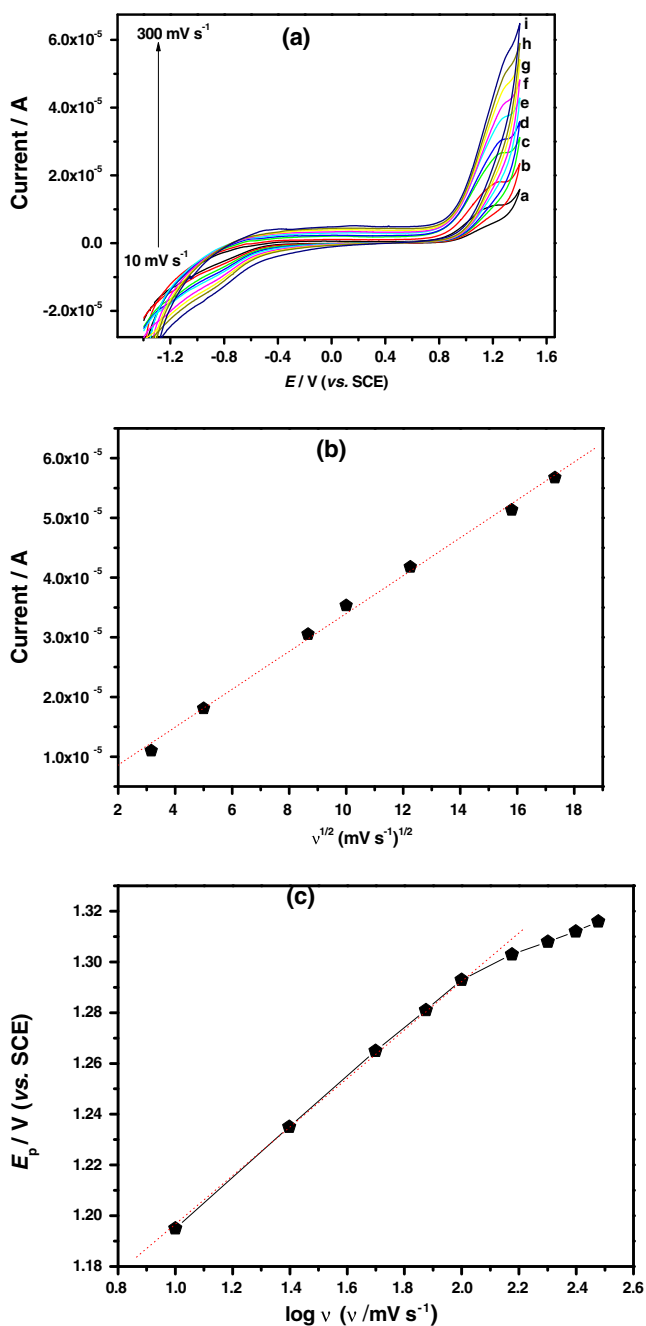 (a)
300 mV s⁻¹
10 mV s⁻¹
i
h
g
f
e
d
c
b
a
6.0x10⁻⁵
4.0x10⁻⁵
2.0x10⁻⁵
0.0
-2.0x10⁻⁵
Current / A
-1.2 -0.8 -0.4 0.0 0.4 0.8 1.2 1.6
E / V (vs. SCE)
(b)
6.0x10⁻⁵
5.0x10⁻⁵
4.0x10⁻⁵
3.0x10⁻⁵
2.0x10⁻⁵
1.0x10⁻⁵
Current / A
2 4 6 8 10 12 14 16 18
ν¹ᐟ² (mV s⁻¹)¹ᐟ²
(c)
1.32
1.30
1.28
1.26
1.24
1.22
1.20
1.18
Eₚ / V (vs. SCE)
0.8 1.0 1.2 1.4 1.6 1.8 2.0 2.2 2.4 2.6
log ν (ν /mV s⁻¹)